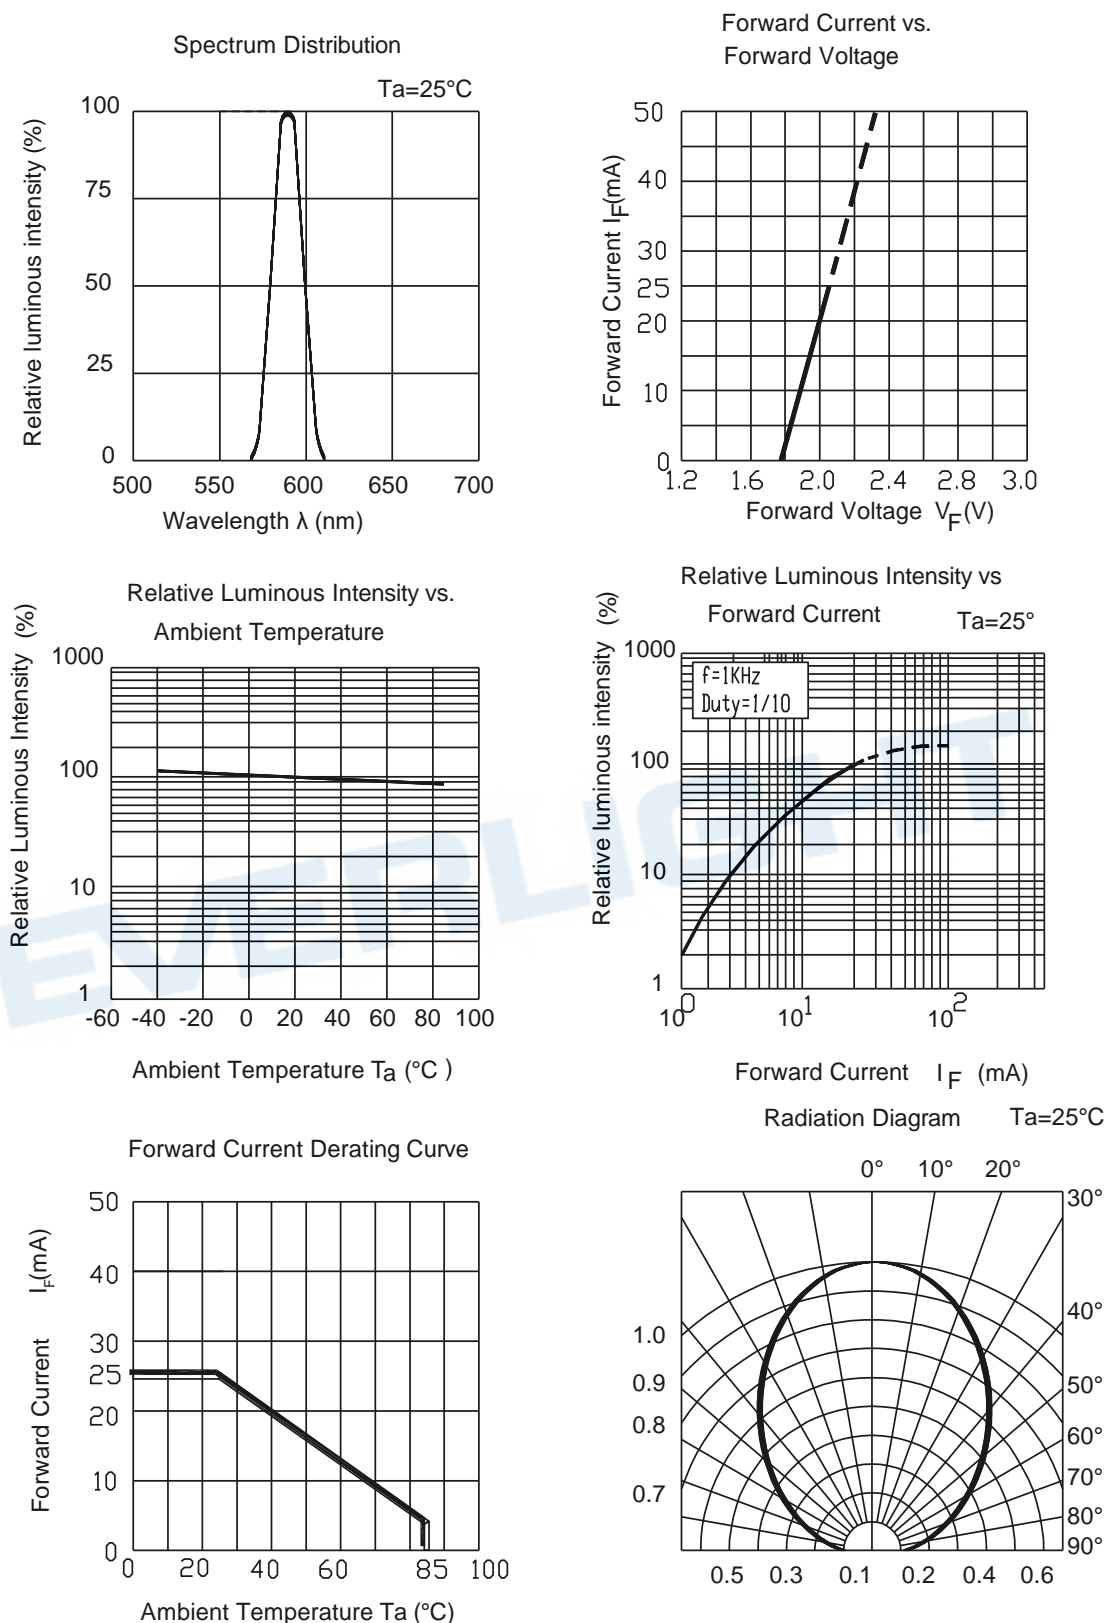 Spectrum Distribution
Ta=25°C
Relative luminous intensity (%)
100
75
50
25
0
500 550 600 650 700
Wavelength λ (nm)
Forward Current vs.
Forward Voltage
Forward Current IF(mA)
50
40
30
25
20
10
0
1.2 1.6 2.0 2.4 2.8 3.0
Forward Voltage VF(V)
Relative Luminous Intensity vs.
Ambient Temperature
Relative Luminous Intensity (%)
1000
100
10
1
-60 -40 -20 0 20 40 60 80 100
Ambient Temperature Ta (°C )
Relative Luminous Intensity vs
Forward Current
Ta=25°
Relative luminous intensity (%)
f=1KHz
Duty=1/10
1000
100
10
1
10⁰ 10¹ 10²
Forward Current IF (mA)
EVERLIGHT
Forward Current Derating Curve
Forward Current IF(mA)
50
40
30
25
20
10
0
0 20 40 60 85 100
Ambient Temperature Ta (°C)
Radiation Diagram Ta=25°C
0° 10° 20°
30°
40°
50°
60°
70°
80°
90°
1.0
0.9
0.8
0.7
0.5 0.3 0.1 0.2 0.4 0.6